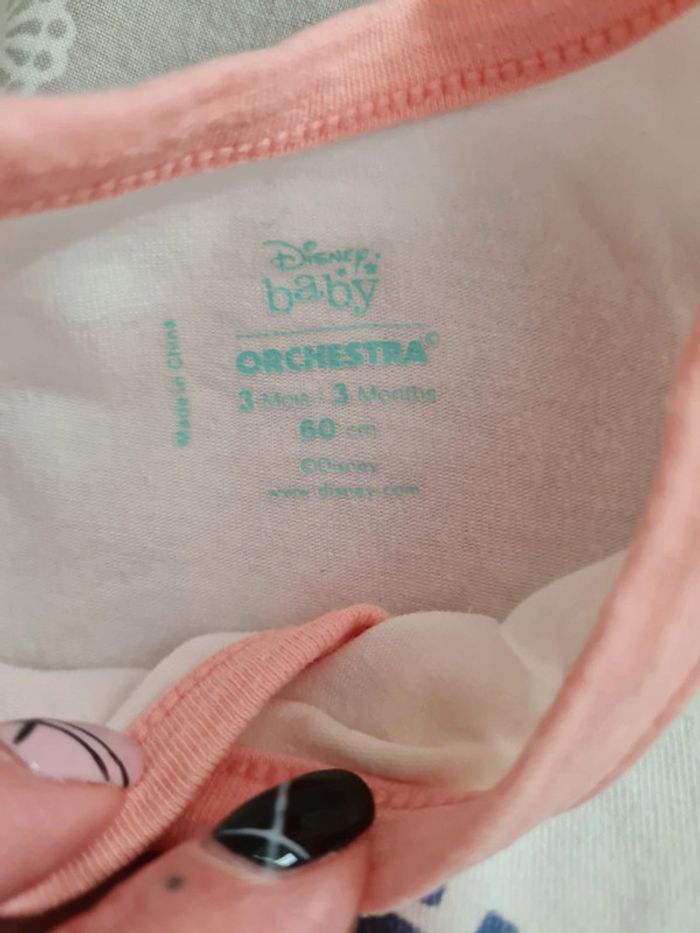 Disney
baby
ORCHESTRA©
3 Mois / 3 Months
60 cm
©Disney
www.disney.com
Made in China